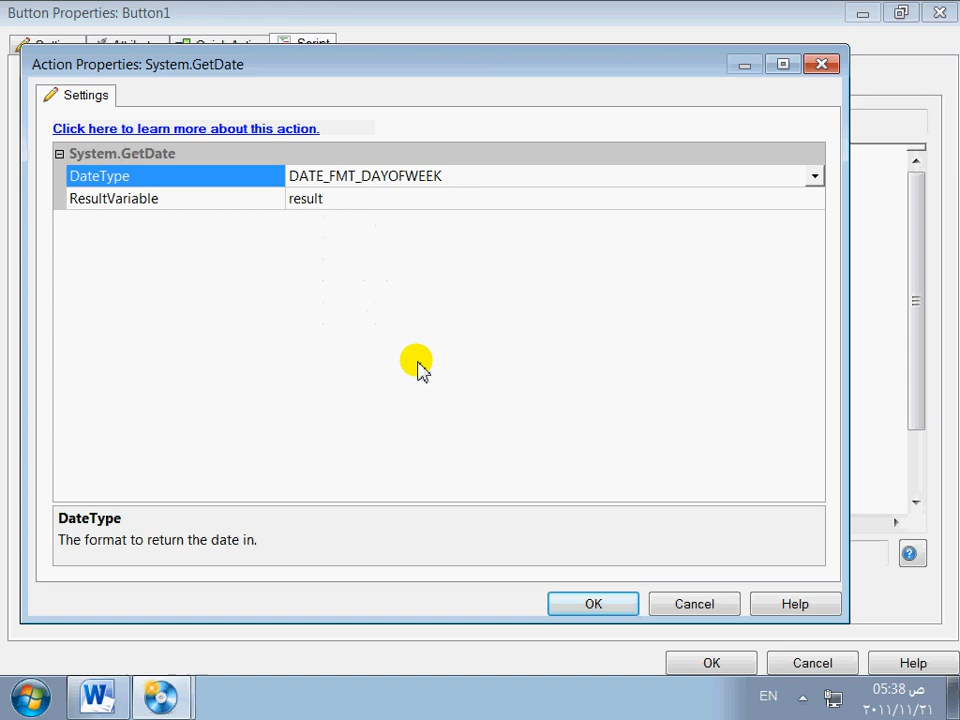 Button Properties: Button1
Script
Action Properties: System.GetDate
Settings
Click here to learn more about this action.
System.GetDate
DateType DATE_FMT_DAYOFWEEK
ResultVariable result
DateType
The format to return the date in.
OK Cancel Help
OK Cancel Help
EN
05:38 ص
٢٠١١/١١/٢١